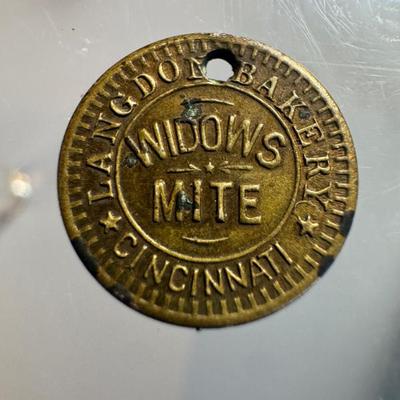 LANGDON BAKERY
WIDOWS
MITE
CINCINNATI